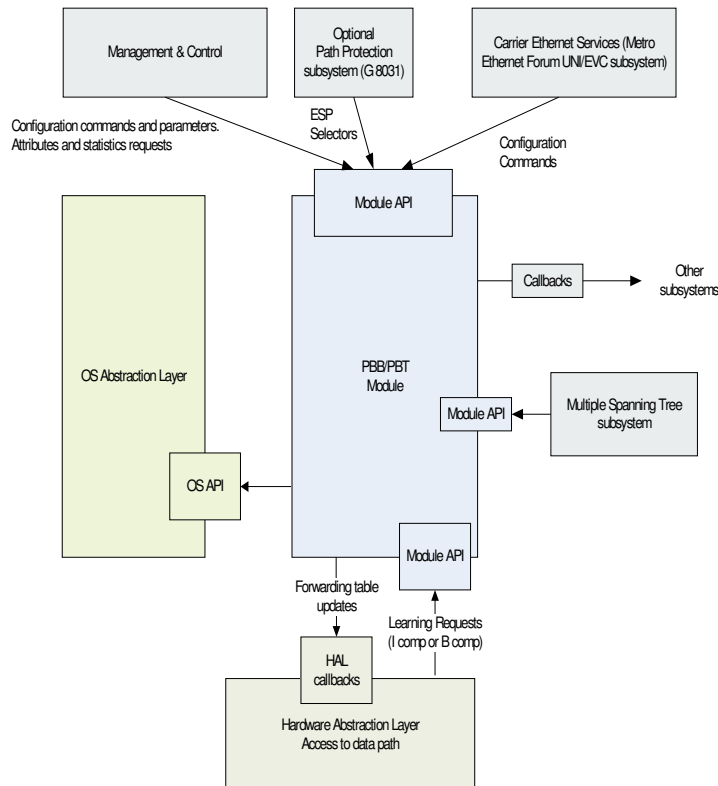 Management & Control
Optional
Path Protection
subsystem (G 8031)
Carrier Ethernet Services (Metro
Ethernet Forum UNI/EVC subsystem)
Configuration commands and parameters.
Attributes and statistics requests
ESP
Selectors
Configuration
Commands
Module API
Callbacks
Other
subsystems
OS Abstraction Layer
PBB/PBT
Module
Module API
Multiple Spanning Tree
subsystem
OS API
Module API
Forwarding table
updates
Learning Requests
(I comp or B comp)
HAL
callbacks
Hardware Abstraction Layer
Access to data path